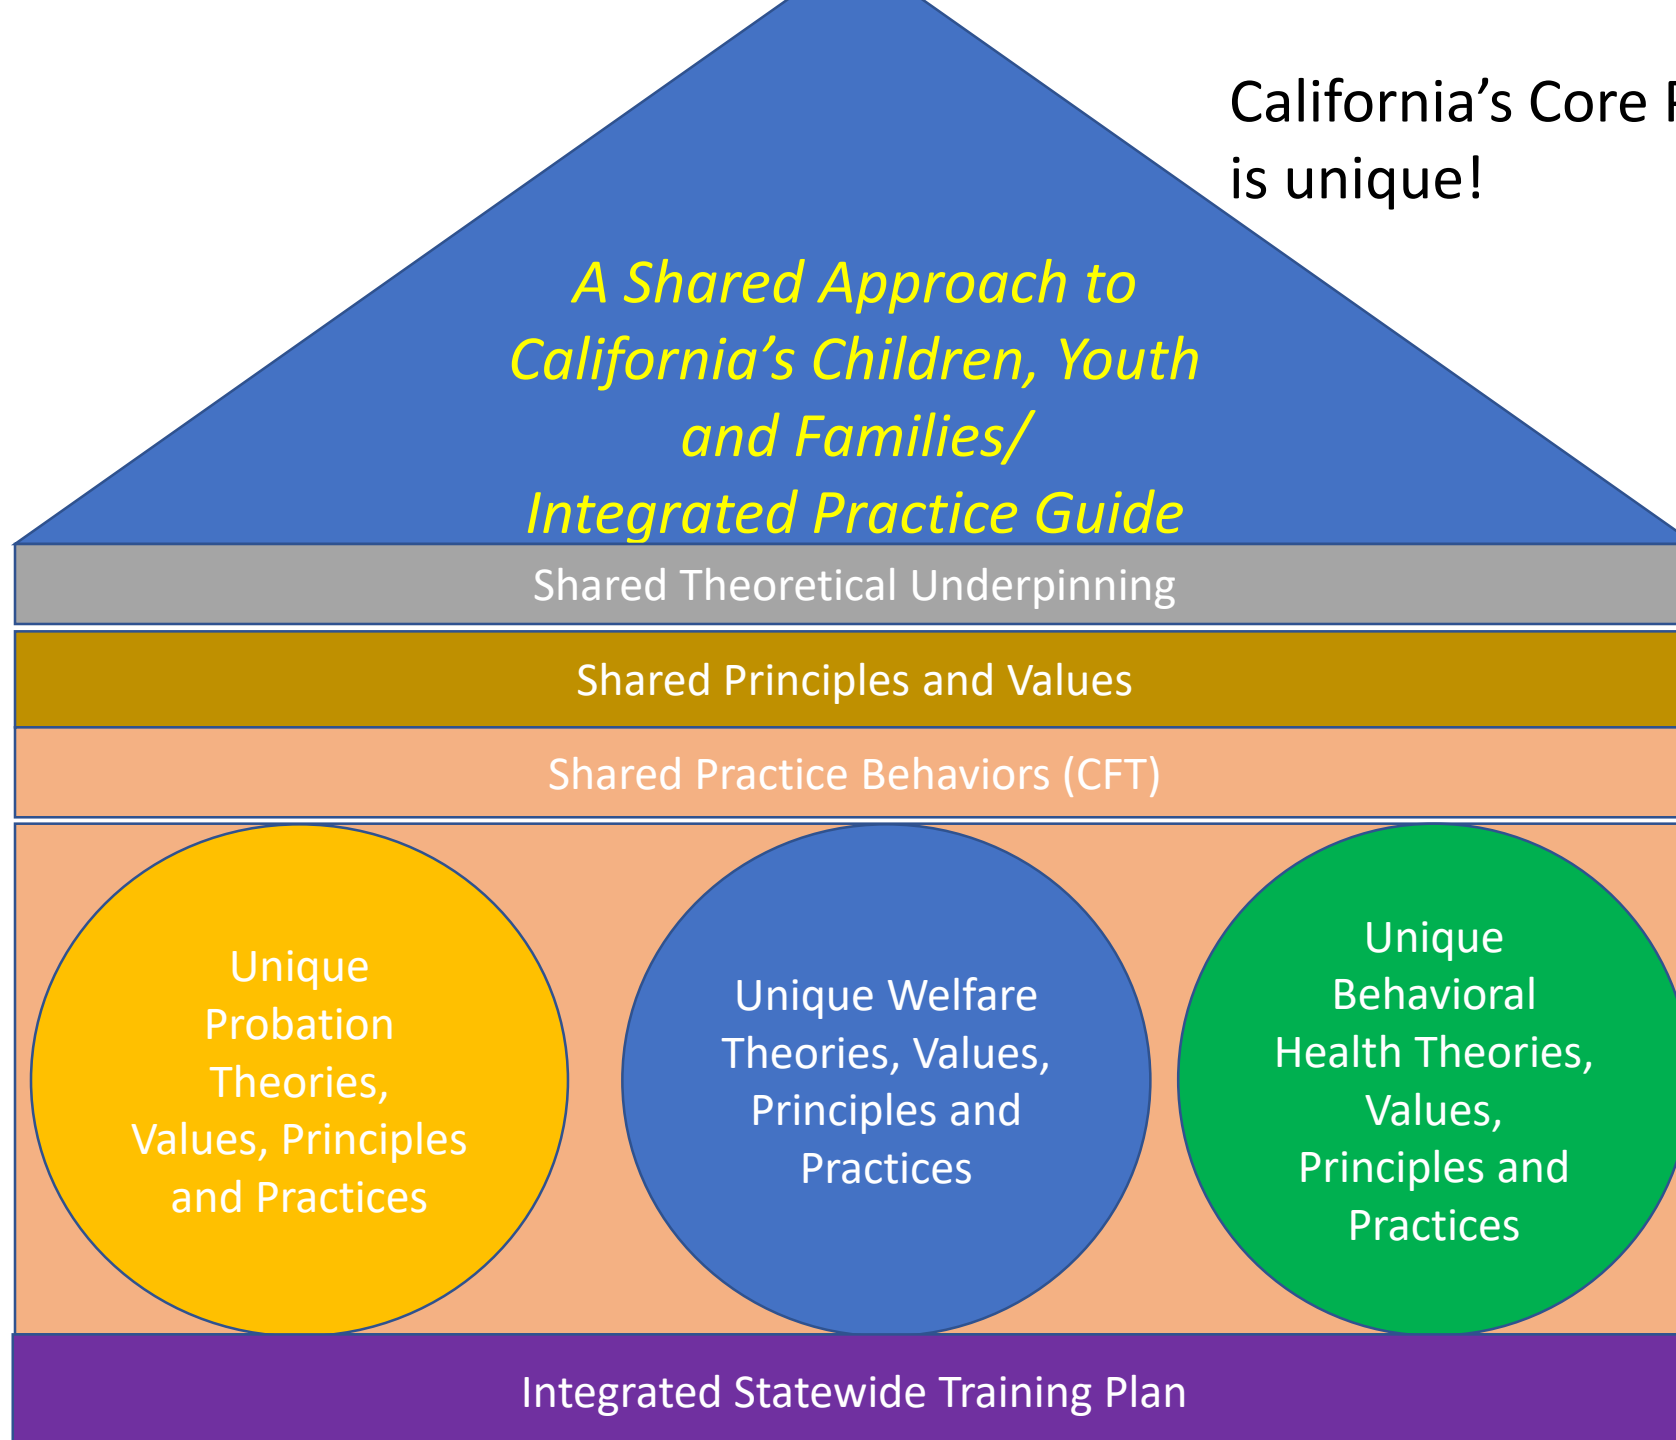 California’s Core
is unique!
A Shared Approach to
California’s Children, Youth
and Families/
Integrated Practice Guide
Shared Theoretical Underpinning
Shared Principles and Values
Shared Practice Behaviors (CFT)
Unique
Probation
Theories,
Values, Principles
and Practices
Unique Welfare
Theories, Values,
Principles and
Practices
Unique
Behavioral
Health Theories,
Values,
Principles and
Practices
Integrated Statewide Training Plan